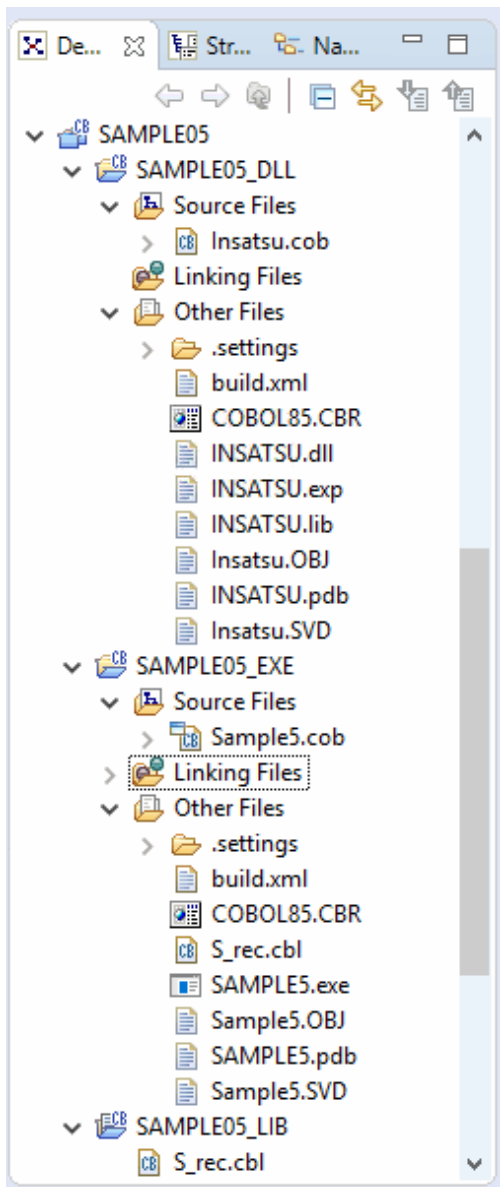 De... Str... Na...
SAMPLE05
SAMPLE05_DLL
Source Files
Insatsu.cob
Linking Files
Other Files
.settings
build.xml
COBOL85.CBR
INSATSU.dll
INSATSU.exp
INSATSU.lib
Insatsu.OBJ
INSATSU.pdb
Insatsu.SVD
SAMPLE05_EXE
Source Files
Sample5.cob
Linking Files
Other Files
.settings
build.xml
COBOL85.CBR
S_rec.cbl
SAMPLE5.exe
Sample5.OBJ
SAMPLE5.pdb
Sample5.SVD
SAMPLE05_LIB
S_rec.cbl